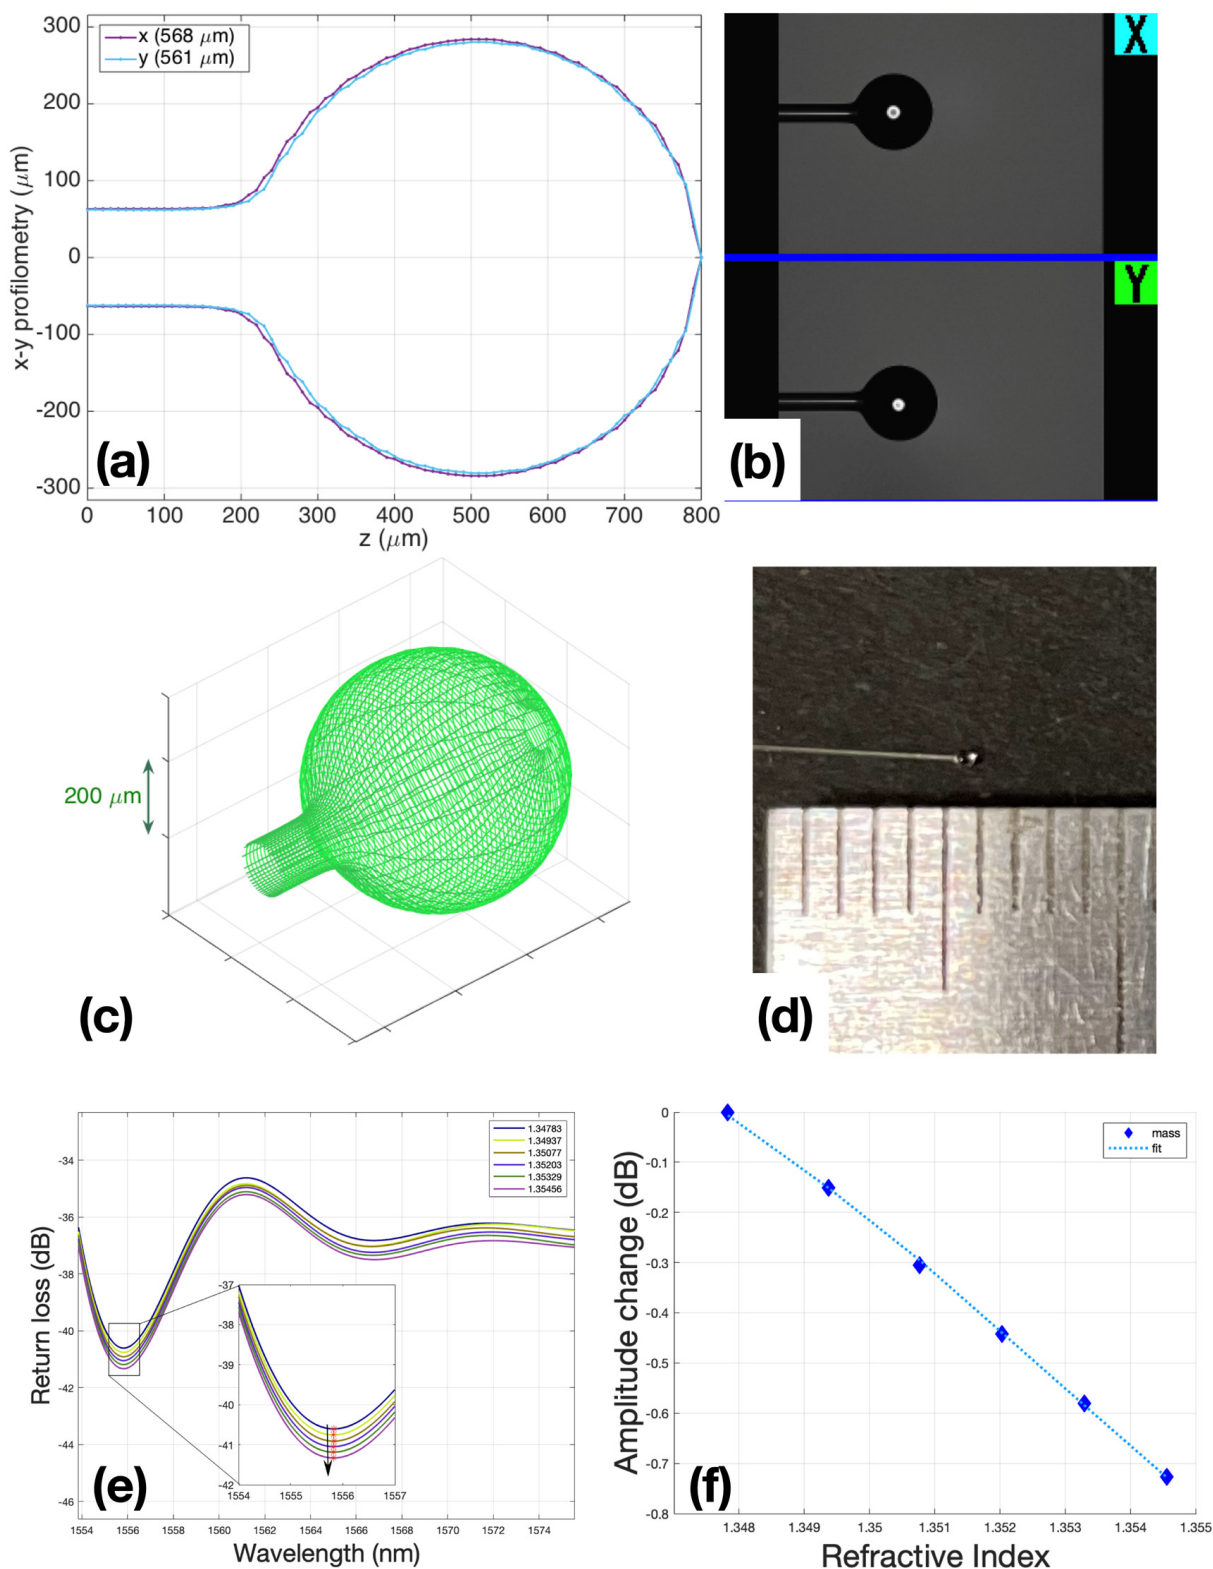 x (568 μm)
y (561 μm)
300
200
100
0
-100
-200
-300
x-y profilometry (μm)
0 100 200 300 400 500 600 700 800
z (μm)
(a)
X
Y
(b)
200 μm
(c)
(d)
1.34783
1.34937
1.35077
1.35203
1.35329
1.35456
-34
-36
-38
-40
-42
-44
-46
Return loss (dB)
-37
-38
-39
-40
-41
-42
1554 1555 1556 1557
1554 1556 1558 1560 1562 1564 1566 1568 1570 1572 1574
Wavelength (nm)
(e)
mass
fit
0
-0.1
-0.2
-0.3
-0.4
-0.5
-0.6
-0.7
-0.8
Amplitude change (dB)
1.348 1.349 1.35 1.351 1.352 1.353 1.354 1.355
Refractive Index
(f)